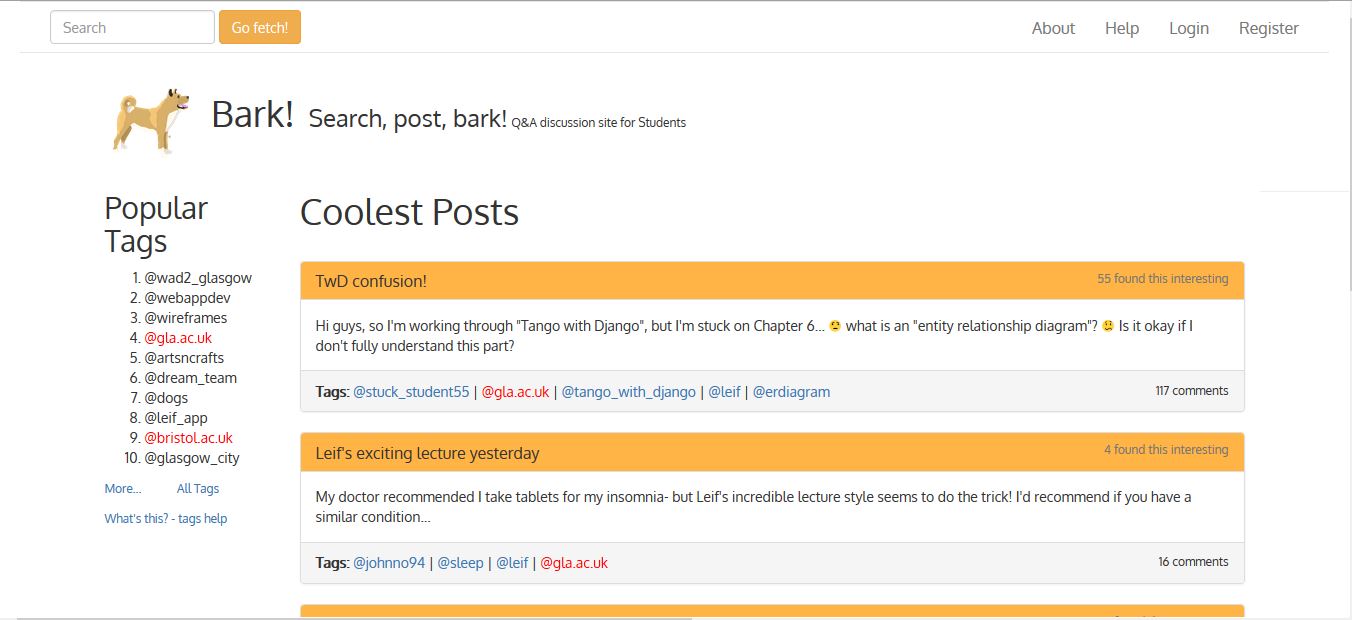 Search Go fetch! About Help Login Register
Bark! Search, post, bark! Q&A discussion site for Students
Popular
Tags
1. @wad2_glasgow
2. @webappdev
3. @wireframes
4. @gla.ac.uk
5. @artsncrafts
6. @dream_team
7. @dogs
8. @leif_app
9. @bristol.ac.uk
10. @glasgow_city
More... All Tags
What's this? - tags help
Coolest Posts
TwD confusion! 55 found this interesting
Hi guys, so I'm working through "Tango with Django", but I'm stuck on Chapter 6... 😕 what is an "entity relationship diagram"? 😕 Is it okay if I
don't fully understand this part?
Tags: @stuck_student55 | @gla.ac.uk | @tango_with_django | @leif | @erdiagram 117 comments
Leif's exciting lecture yesterday 4 found this interesting
My doctor recommended I take tablets for my insomnia- but Leif's incredible lecture style seems to do the trick! I'd recommend if you have a
similar condition...
Tags: @johnno94 | @sleep | @leif | @gla.ac.uk 16 comments